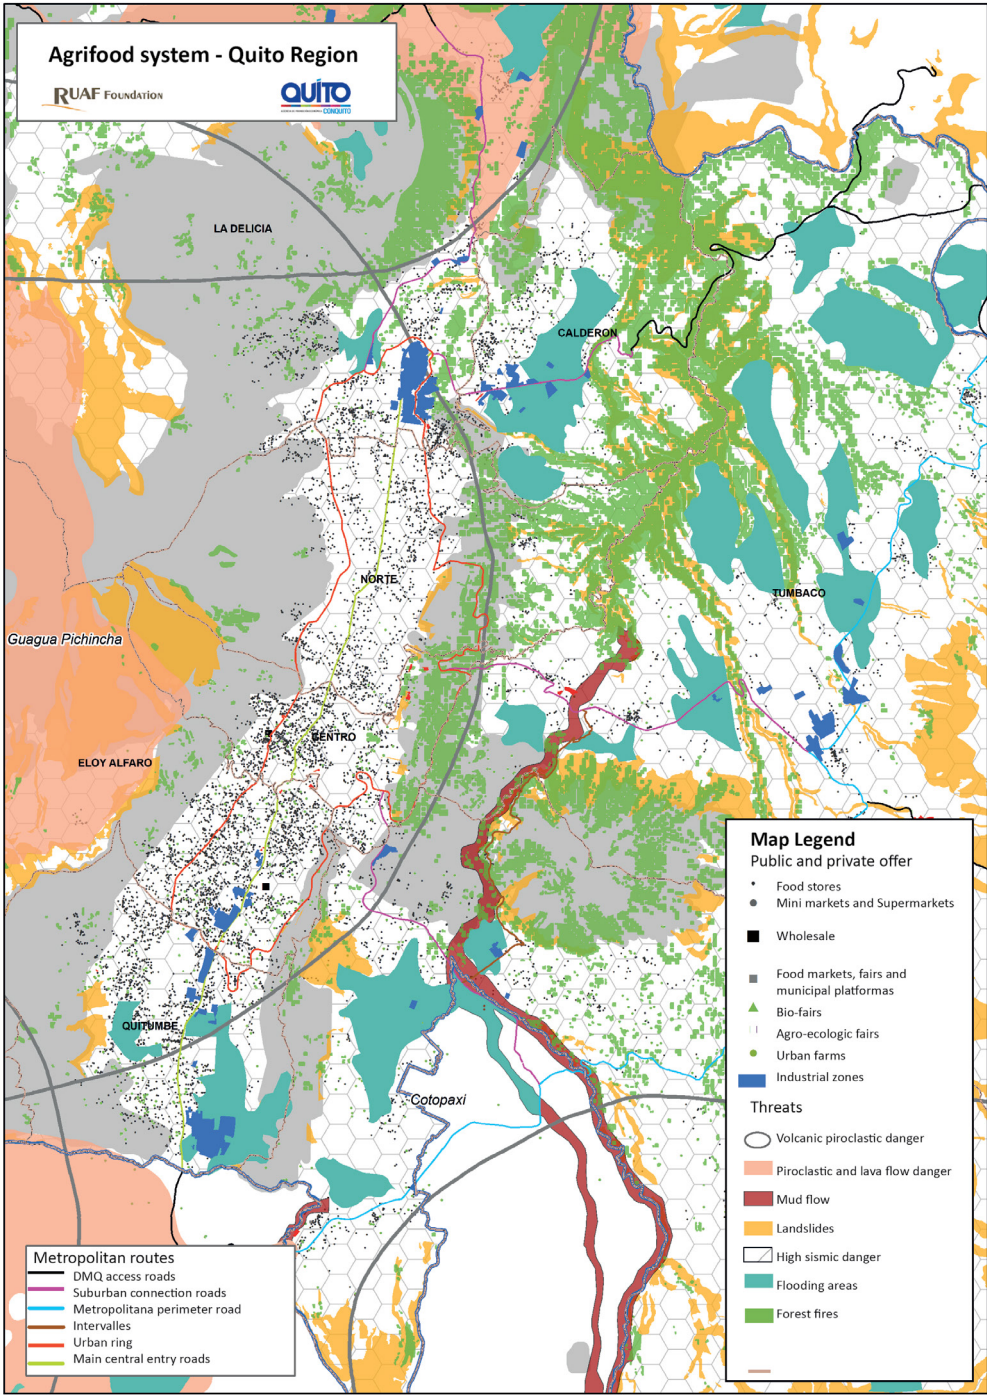 Agrifood system - Quito Region
RUAF FOUNDATION
QUITO
CONQUITO
LA DELICIA
CALDERON
NORTE
TUMBACO
Guagua Pichincha
CENTRO
ELOY ALFARO
QUITUMBE
Cotopaxi
Map Legend
Public and private offer
Food stores
Mini markets and Supermarkets
Wholesale
Food markets, fairs and
municipal platformas
Bio-fairs
Agro-ecologic fairs
Urban farms
Industrial zones
Threats
Volcanic piroclastic danger
Piroclastic and lava flow danger
Mud flow
Landslides
High sismic danger
Flooding areas
Forest fires
Metropolitan routes
DMQ access roads
Suburban connection roads
Metropolitana perimeter road
Intervalles
Urban ring
Main central entry roads